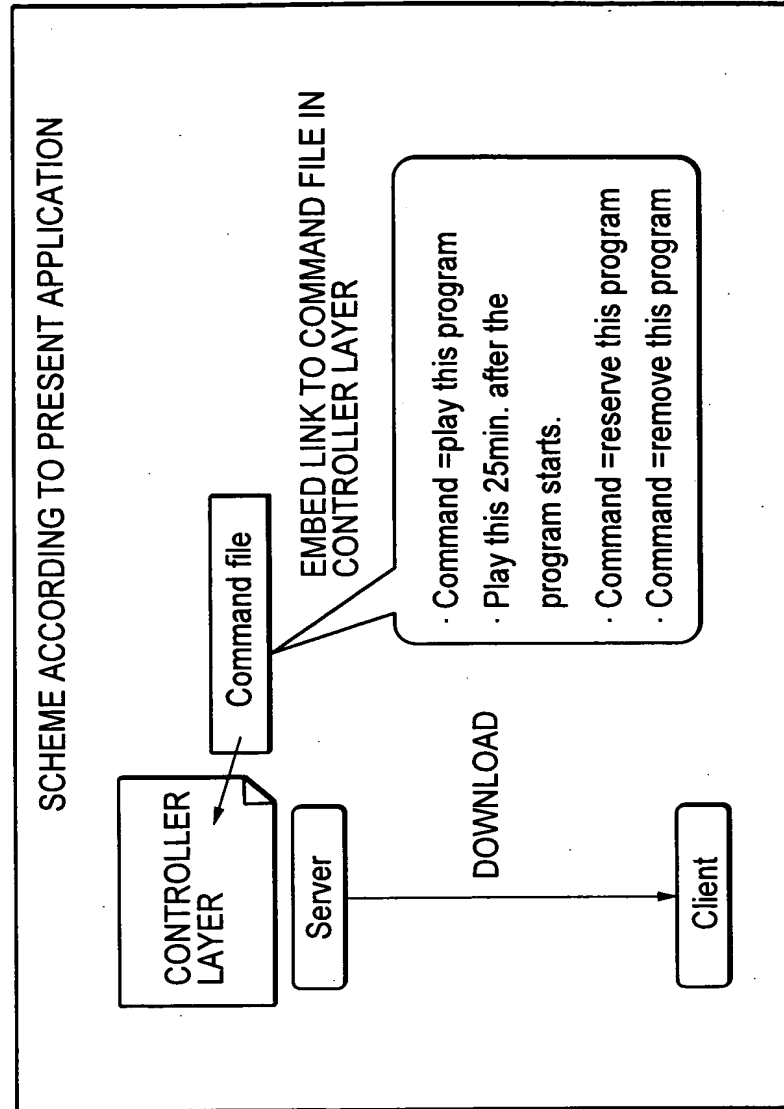 SCHEME ACCORDING TO PRESENT APPLICATION
CONTROLLER
LAYER
Command file
EMBED LINK TO COMMAND FILE IN
CONTROLLER LAYER
Server
DOWNLOAD
Client
· Command =play this program
· Play this 25min. after the
program starts.
· Command =reserve this program
· Command =remove this program